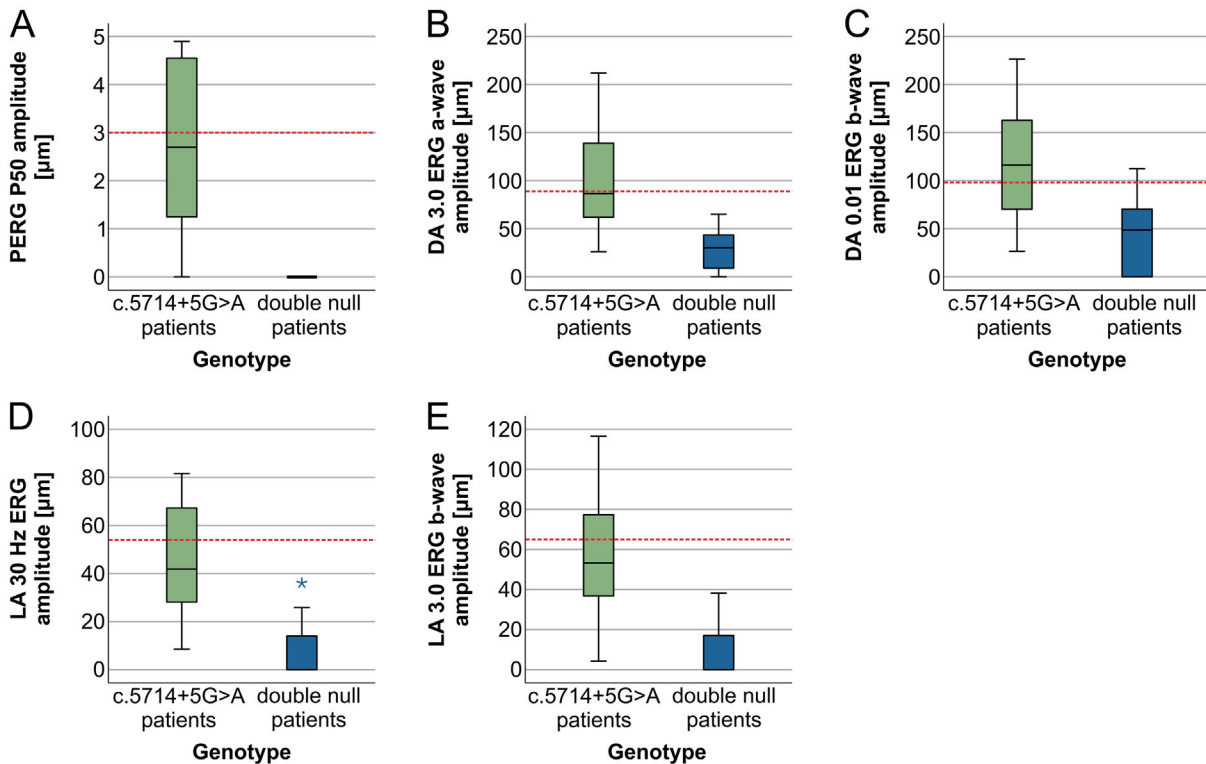 A
PERG P50 amplitude
[µm]
5
4
3
2
1
0
c.5714+5G>A
patients
double null
patients
Genotype
B
DA 3.0 ERG a-wave
amplitude [µm]
250
200
150
100
50
0
c.5714+5G>A
patients
double null
patients
Genotype
C
DA 0.01 ERG b-wave
amplitude [µm]
250
200
150
100
50
0
c.5714+5G>A
patients
double null
patients
Genotype
D
LA 30 Hz ERG
amplitude [µm]
100
80
60
40
20
0
*
c.5714+5G>A
patients
double null
patients
Genotype
E
LA 3.0 ERG b-wave
amplitude [µm]
120
100
80
60
40
20
0
c.5714+5G>A
patients
double null
patients
Genotype